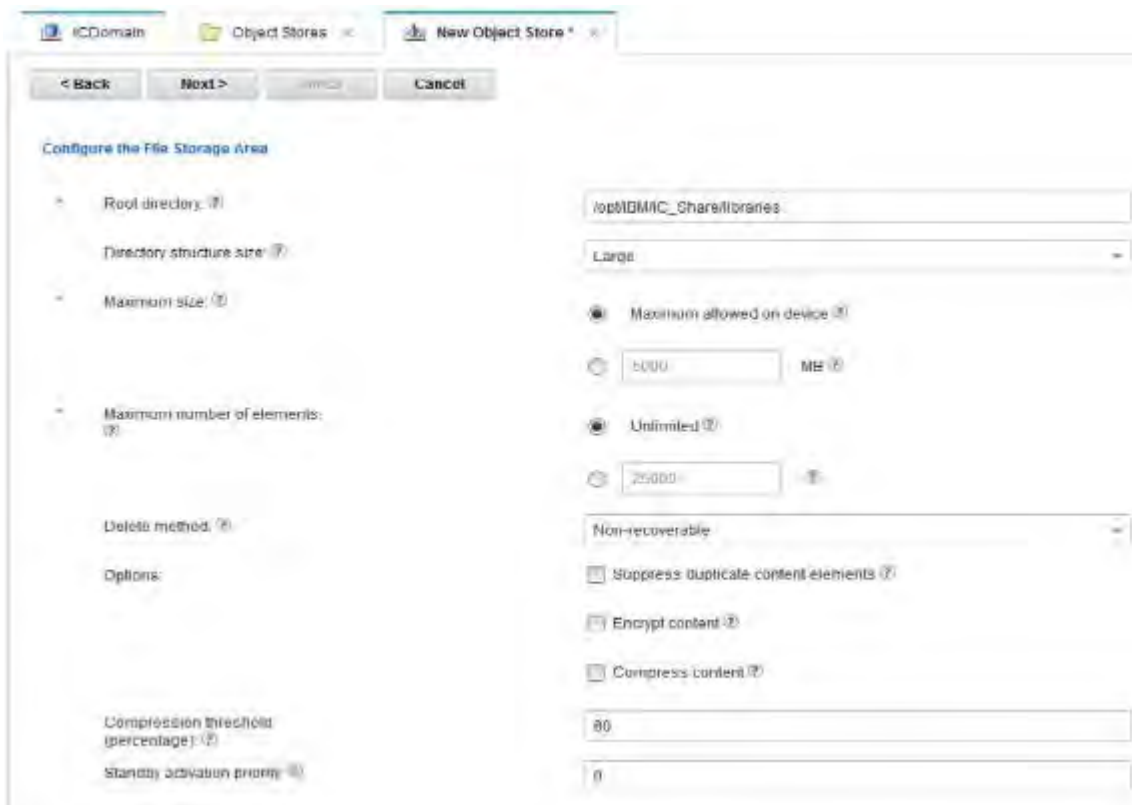 ICDomain Object Stores New Object Store *
< Back Next > Cancel
Configure the File Storage Area
* Root directory: ? /opt/IBM/IC_Share/libraries
Directory structure size: ? Large
* Maximum size: ? Maximum allowed on device ?
5000 MB ?
* Maximum number of elements: ? Unlimited ?
25000 ?
Delete method: ? Non-recoverable
Options: Suppress duplicate content elements ?
Encrypt content ?
Compress content ?
Compression threshold
(percentage): ?
Standby activation priority: ? 0